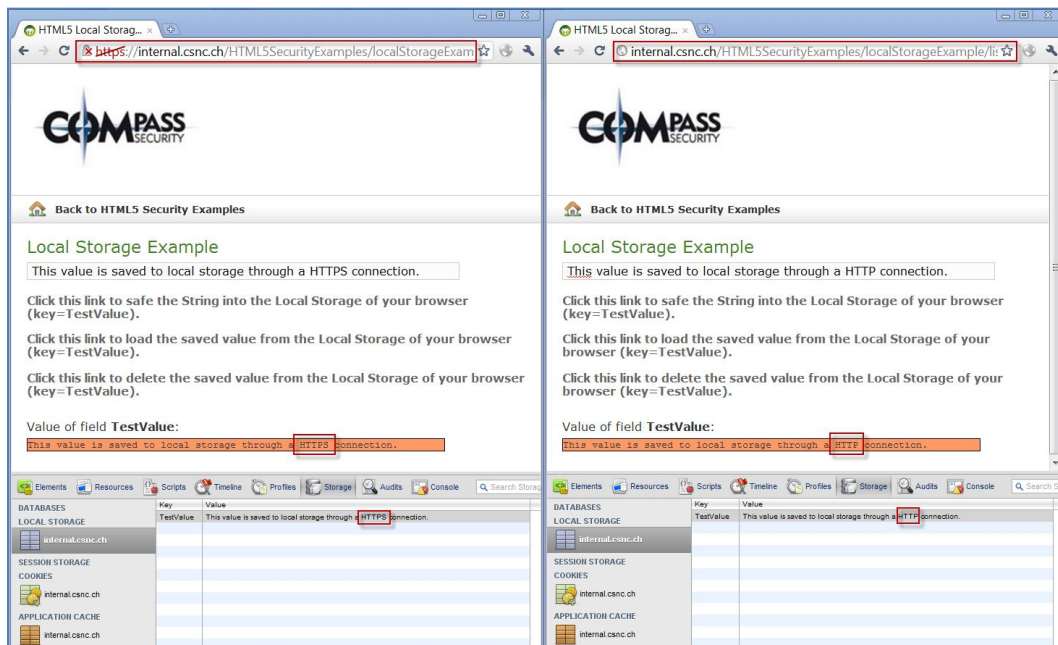 HTML5 Local Storag...
https://internal.csnc.ch/HTML5SecurityExamples/localStorageExam
COMPASS
SECURITY
Back to HTML5 Security Examples
Local Storage Example
This value is saved to local storage through a HTTPS connection.
Click this link to safe the String into the Local Storage of your browser
(key=TestValue).
Click this link to load the saved value from the Local Storage of your browser
(key=TestValue).
Click this link to delete the saved value from the Local Storage of your browser
(key=TestValue).
Value of field TestValue:
This value is saved to local storage through a HTTPS connection.
Elements Resources Scripts Timeline Profiles Storage Audits Console Search Storag
DATABASES
LOCAL STORAGE
internal.csnc.ch
SESSION STORAGE
COOKIES
internal.csnc.ch
APPLICATION CACHE
internal.csnc.ch
Key Value
TestValue This value is saved to local storage through a HTTPS connection.
HTML5 Local Storag...
internal.csnc.ch/HTML5SecurityExamples/localStorageExample/li
COMPASS
SECURITY
Back to HTML5 Security Examples
Local Storage Example
This value is saved to local storage through a HTTP connection.
Click this link to safe the String into the Local Storage of your browser
(key=TestValue).
Click this link to load the saved value from the Local Storage of your
browser (key=TestValue).
Click this link to delete the saved value from the Local Storage of your
browser (key=TestValue).
Value of field TestValue:
This value is saved to local storage through a HTTP connection.
Elements Resources Scripts Timeline Profiles Storage Audits Console Search S
DATABASES
LOCAL STORAGE
internal.csnc.ch
SESSION STORAGE
COOKIES
internal.csnc.ch
APPLICATION CACHE
internal.csnc.ch
Key Value
TestValue This value is saved to local storage through a HTTP connection.